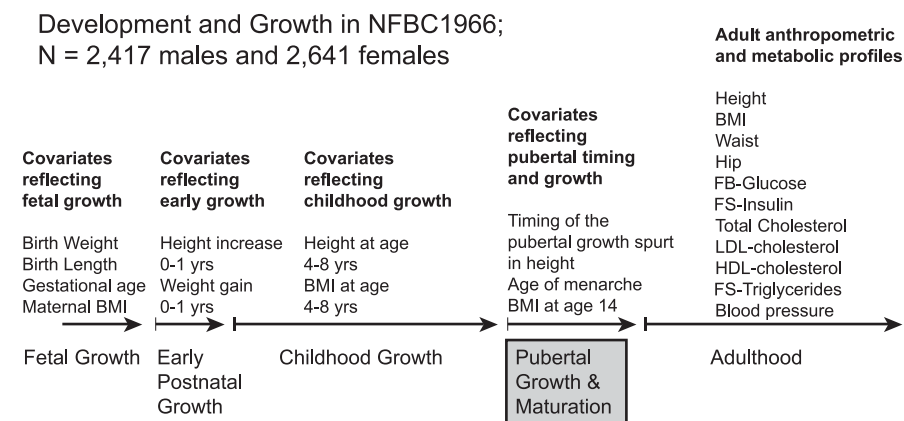 Development and Growth in NFBC1966;
N = 2,417 males and 2,641 females
Covariates
reflecting
fetal growth
Birth Weight
Birth Length
Gestational age
Maternal BMI
Covariates
reflecting
early growth
Height increase
0-1 yrs
Weight gain
0-1 yrs
Covariates
reflecting
childhood growth
Height at age
4-8 yrs
BMI at age
4-8 yrs
Covariates
reflecting
pubertal timing
and growth
Timing of the
pubertal growth spurt
in height
Age of menarche
BMI at age 14
Adult anthropometric
and metabolic profiles
Height
BMI
Waist
Hip
FB-Glucose
FS-Insulin
Total Cholesterol
LDL-cholesterol
HDL-cholesterol
FS-Triglycerides
Blood pressure
Fetal Growth
Early
Postnatal
Growth
Childhood Growth
Pubertal
Growth &
Maturation
Adulthood